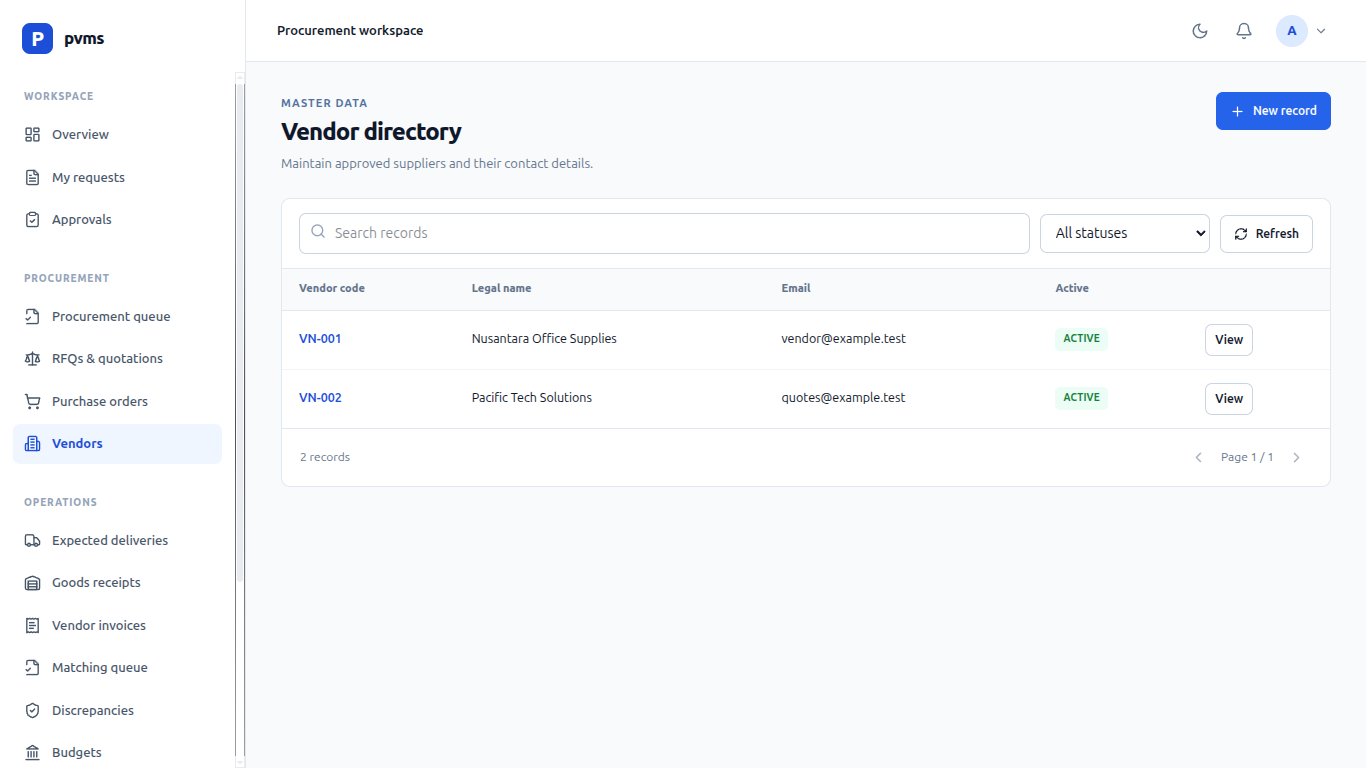 P pvms
WORKSPACE
Overview
My requests
Approvals
PROCUREMENT
Procurement queue
RFQs & quotations
Purchase orders
Vendors
OPERATIONS
Expected deliveries
Goods receipts
Vendor invoices
Matching queue
Discrepancies
Budgets
Procurement workspace
A
MASTER DATA
Vendor directory
Maintain approved suppliers and their contact details.
New record
Search records
All statuses
Refresh
Vendor code Legal name Email Active
VN-001 Nusantara Office Supplies vendor@example.test ACTIVE View
VN-002 Pacific Tech Solutions quotes@example.test ACTIVE View
2 records
Page 1 / 1